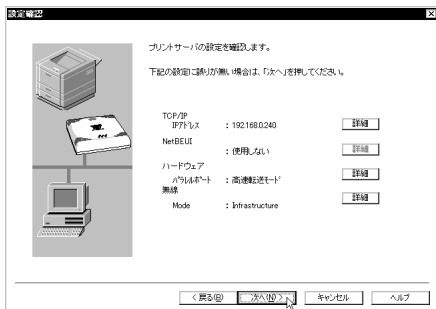 設定確認
プリントサーバの設定を確認します。
下記の設定に誤りが無い場合は、「次へ」を押してください。
TCP/IP
IPアドレス : 192.168.0.240 詳細
NetBEUI
: 使用しない 詳細
ハードウェア
パラレルポート : 高速転送モード 詳細
無線
Mode : Infrastructure 詳細
< 戻る(B) 次へ(N) > キャンセル ヘルプ